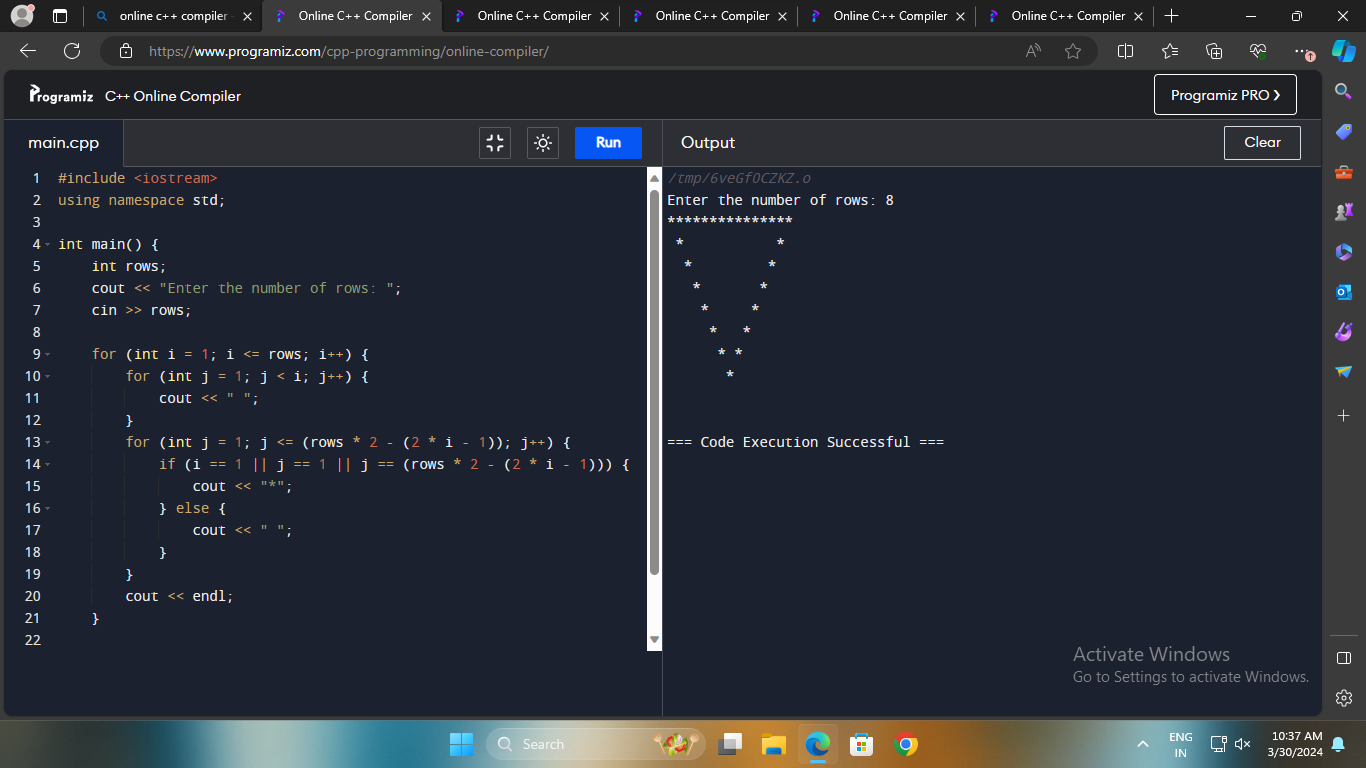 online c++ compiler
Online C++ Compiler
Online C++ Compiler
Online C++ Compiler
Online C++ Compiler
Online C++ Compiler
https://www.programiz.com/cpp-programming/online-compiler/
Programiz C++ Online Compiler
Programiz PRO ❯
main.cpp
Run
Output
Clear
1 #include <iostream>
2 using namespace std;
3
4 int main() {
5     int rows;
6     cout << "Enter the number of rows: ";
7     cin >> rows;
8
9     for (int i = 1; i <= rows; i++) {
10         for (int j = 1; j < i; j++) {
11             cout << " ";
12         }
13         for (int j = 1; j <= (rows * 2 - (2 * i - 1)); j++) {
14             if (i == 1 || j == 1 || j == (rows * 2 - (2 * i - 1))) {
15                 cout << "*";
16             } else {
17                 cout << " ";
18             }
19         }
20         cout << endl;
21     }
22
/tmp/6veGfOCZKZ.o
Enter the number of rows: 8
***************
 *           *
  *         *
   *       *
    *     *
     *   *
      * *
       *
=== Code Execution Successful ===
Activate Windows
Go to Settings to activate Windows.
Search
ENG
IN
10:37 AM
3/30/2024